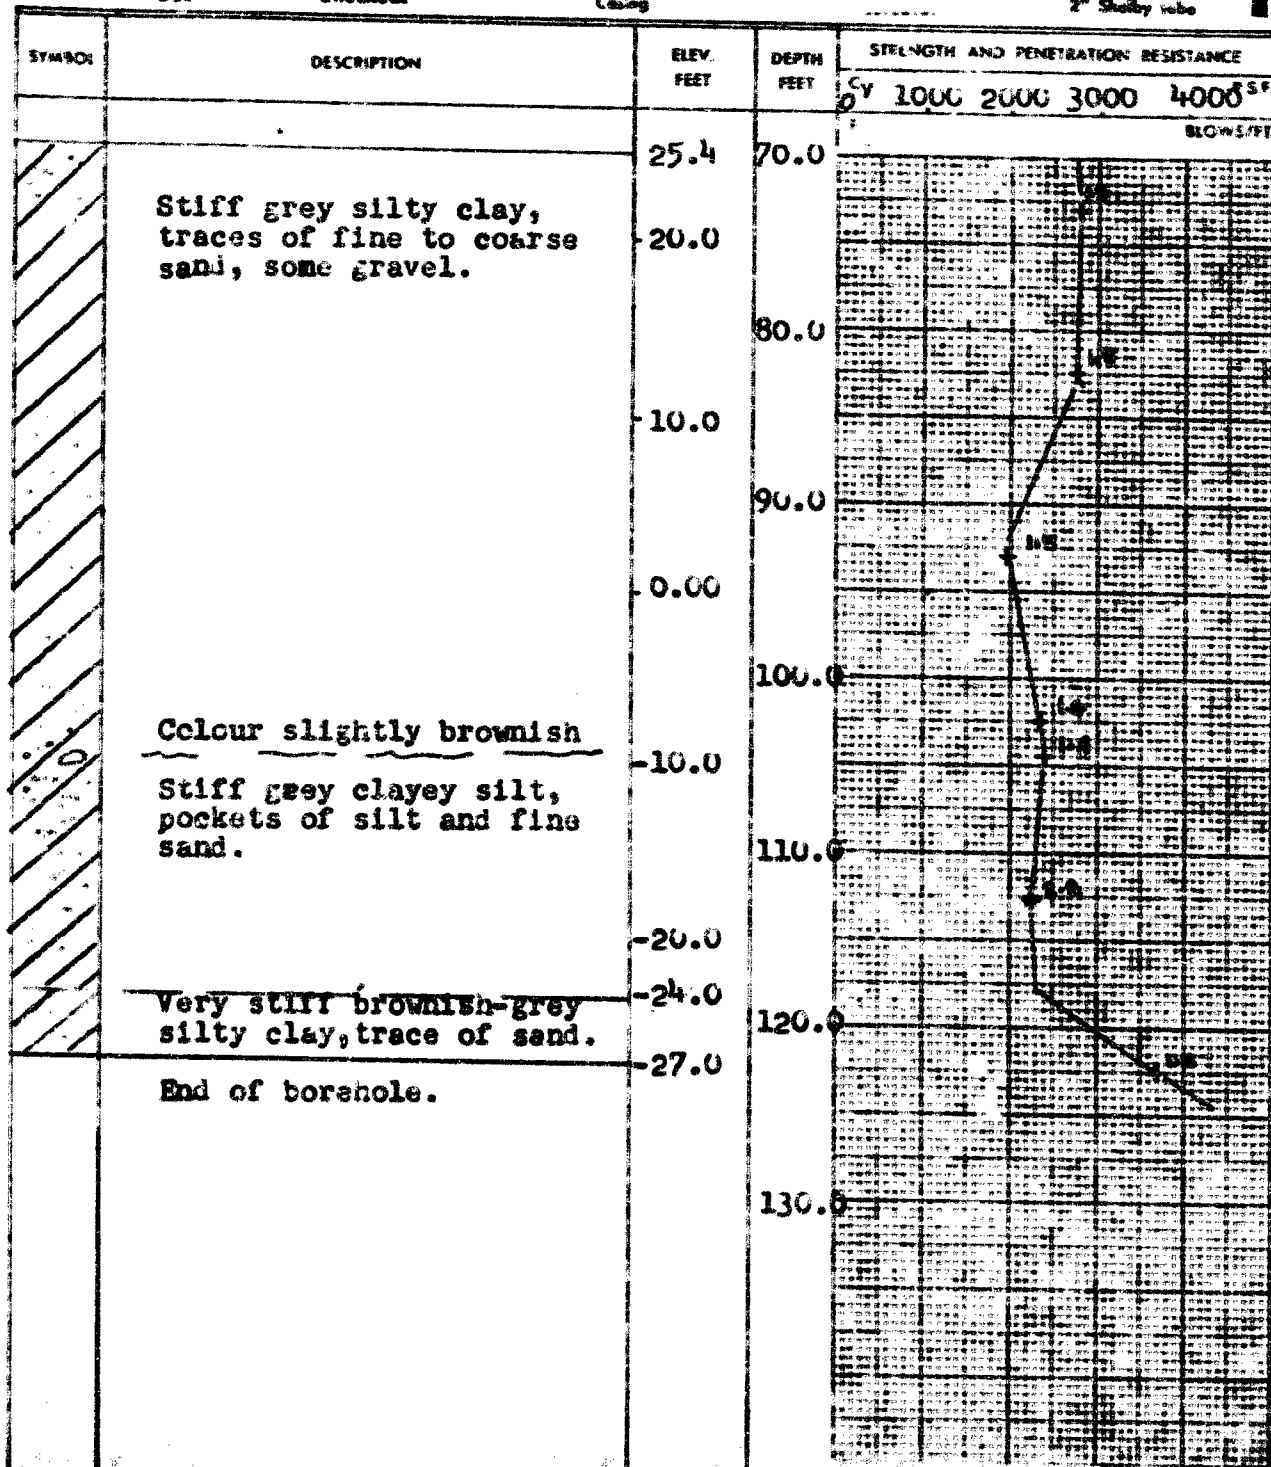 Casing
2" Shelby tube
SYMBOL
DESCRIPTION
ELEV. FEET
DEPTH FEET
STRENGTH AND PENETRATION RESISTANCE
0 1000 2000 3000 4000 PSF
BLOWS/FT
25.4 70.0
Stiff grey silty clay,
traces of fine to coarse
sand, some gravel.
20.0
80.0
10.0
90.0
0.00
100.0
Colour slightly brownish
-10.0
Stiff grey clayey silt,
pockets of silt and fine
sand.
110.0
-20.0
-24.0
Very stiff brownish-grey
silty clay, trace of sand.
120.0
-27.0
End of borehole.
130.0